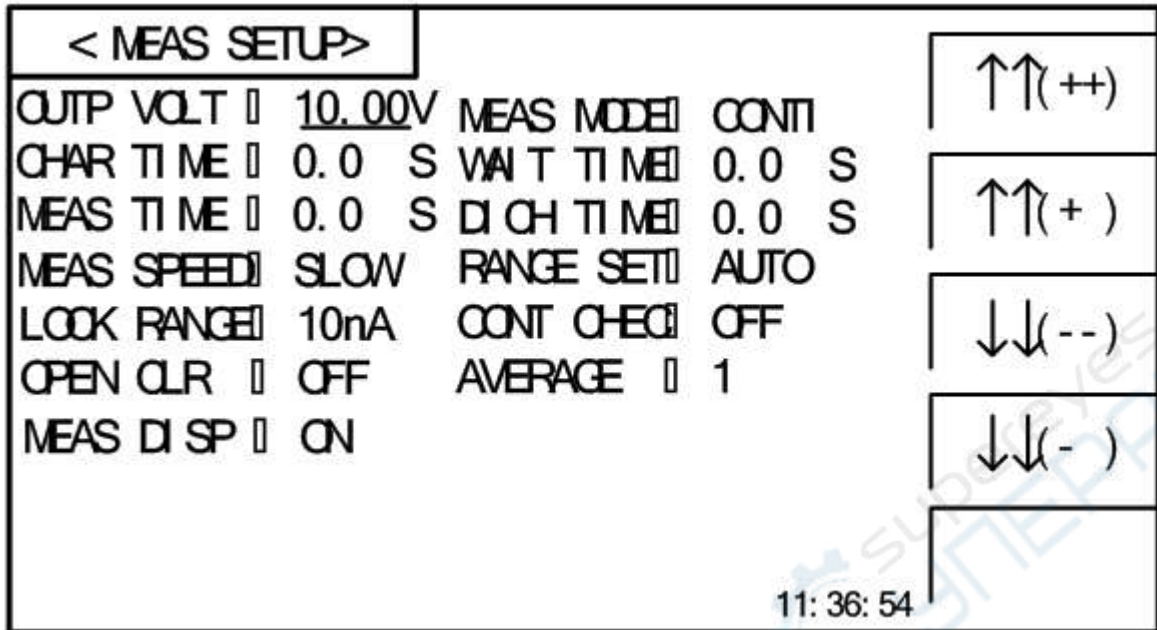 < MEAS SETUP>
OUTP VOLT : 10.00V MEAS MODE: CONTI
CHAR TIME : 0.0 S WAIT TIME: 0.0 S
MEAS TIME : 0.0 S DICH TIME: 0.0 S
MEAS SPEED: SLOW RANGE SET: AUTO
LOCK RANGE: 10nA CONT CHEC: OFF
OPEN CLR : OFF AVERAGE : 1
MEAS DISP : ON
↑↑(++)
↑↑(+ )
↓↓(--)
↓↓(- )
11:36:54
supereyes